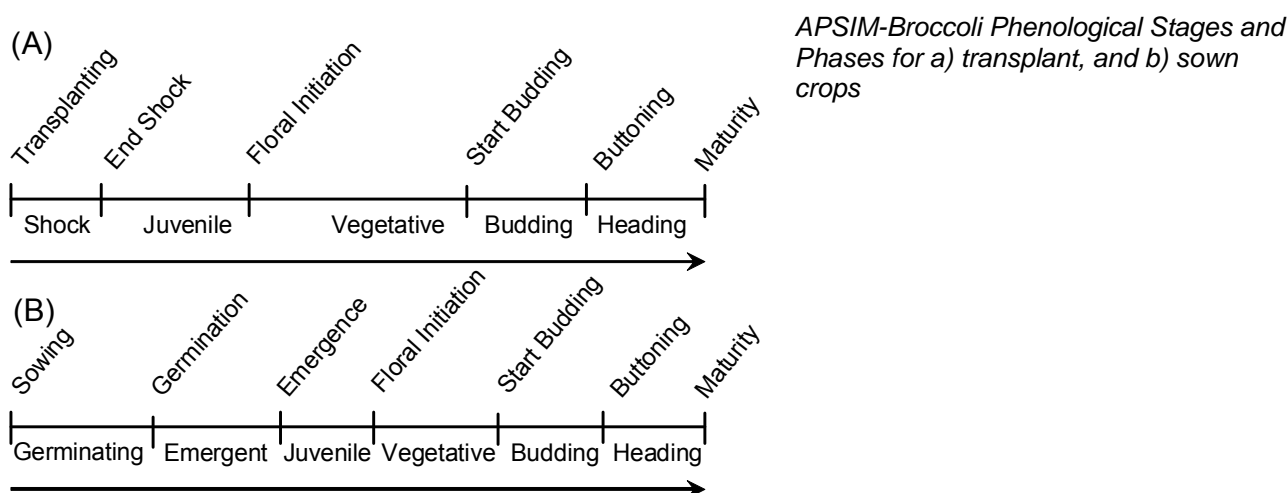 (A)
Transplanting
End Shock
Floral Initiation
Start Budding
Buttoning
Maturity
Shock
Juvenile
Vegetative
Budding
Heading
APSIM-Broccoli Phenological Stages and
Phases for a) transplant, and b) sown
crops
(B)
Sowing
Germination
Emergence
Floral Initiation
Start Budding
Buttoning
Maturity
Germinating
Emergent
Juvenile
Vegetative
Budding
Heading